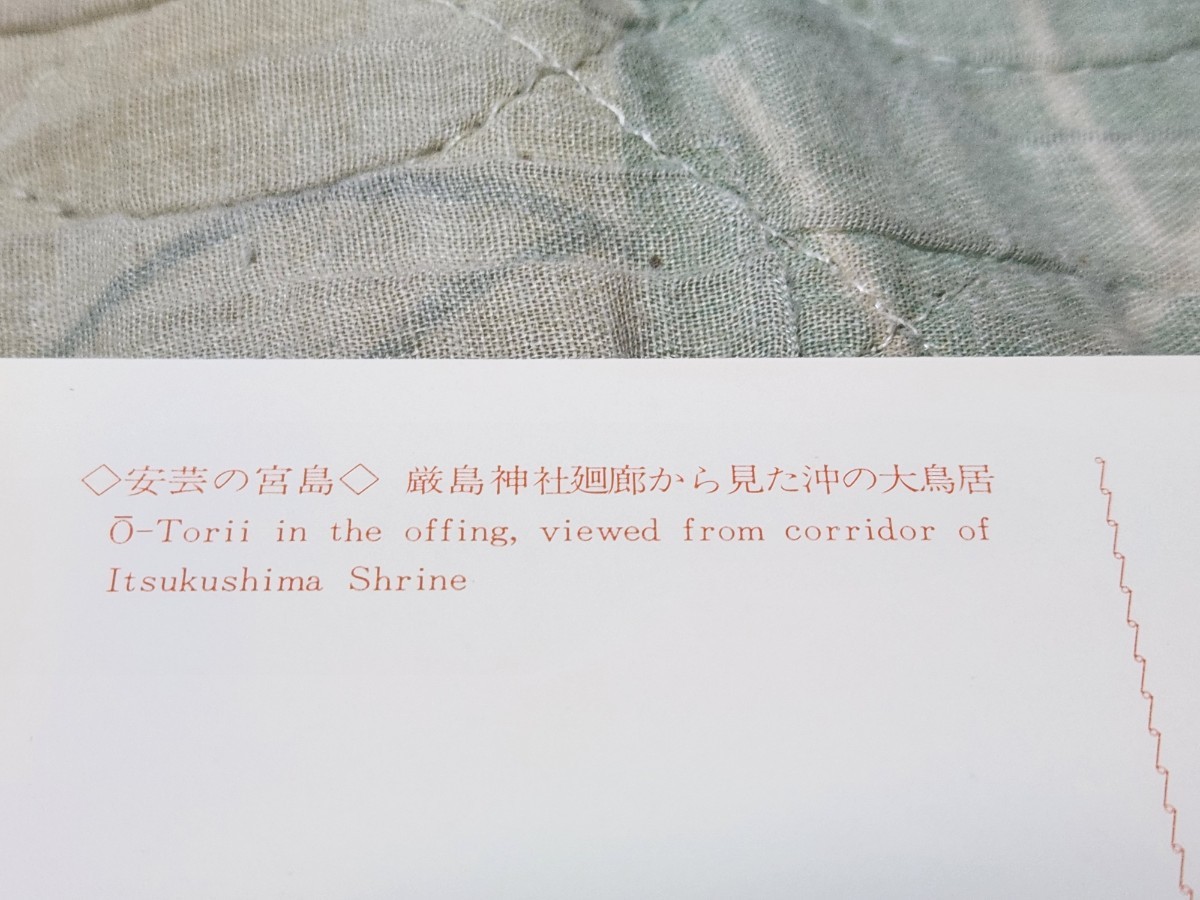 ◇安芸の宮島◇ 厳島神社廻廊から見た沖の大鳥居
Ō-Torii in the offing, viewed from corridor of
Itsukushima Shrine